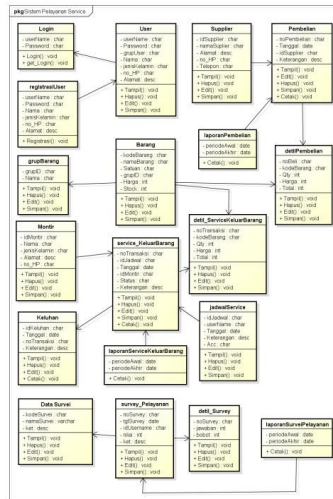 pkg Sistem Pelayanan Service
Login
- userName : char
- Password : char
+ Login() : void
+ get_Login() : void
User
- userName : char
- Password : char
- grupUser : char
- Nama : char
- jenisKelamin : char
- no_HP : char
- Alamat : desc
+ Tampil() : void
+ Hapus() : void
+ Edit() : void
+ Simpan() : void
Supplier
- idSupplier : char
- namaSuplier : char
- Alamat : desc
- no_HP : char
- Telepon : char
+ Tampil() : void
+ Hapus() : void
+ Edit() : void
+ Simpan() : void
Pembelian
- noPembelian : char
- Tanggal : date
- idSuplier : char
- Keterangan : desc
+ Tampil() : void
+ Hapus() : void
+ Edit() : void
+ Simpan() : void
+ Cetak() : void
registrasiUser
- userName : char
- Password : char
- Nama : char
- jenisKelamin : char
- no_HP : char
- Alamat : desc
+ Registrasi() : void
laporanPembelian
- periodeAwal : date
- periodeAkhir : date
+ Cetak() : void
grupBarang
- grupID : char
- Nama : char
+ Tampil() : void
+ Hapus() : void
+ Edit() : void
+ Simpan() : void
Barang
- kodeBarang : char
- namaBarang : char
- Satuan : char
- grupID : char
- Harga : int
- Stock : int
+ Tampil() : void
+ Hapus() : void
+ Edit() : void
+ Simpan() : void
detilPembelian
- noBeli : char
- kodeBarang : char
- Qty : int
- Harga : int
- Total : int
+ Tampil() : void
+ Hapus() : void
+ Edit() : void
+ Simpan() : void
Montir
- idMontir : char
- Nama : char
- jenisKelamin : char
- Alamat : desc
- no_HP : char
+ Tampil() : void
+ Hapus() : void
+ Edit() : void
+ Simpan() : void
service_KeluarBarang
- noTransaksi : char
- idJadwal : char
- Tanggal : date
- idMontir : char
- Status : char
- Keterangan : desc
+ Tampil() : void
+ Hapus() : void
+ Edit() : void
+ Simpan() : void
+ Cetak() : void
detil_ServiceKeluarBarang
- noTransaksi : char
- kodeBarang : char
- Qty : int
- Harga : int
- Total : int
+ Tampil() : void
+ Hapus() : void
+ Edit() : void
+ Simpan() : void
Keluhan
- idKeluhan : char
- Tanggal : date
- noTransaksi : char
- Keterangan : desc
+ Tampil() : void
+ Hapus() : void
+ Edit() : void
+ Cetak() : void
jadwalService
- idJadwal : char
- userName : char
- Tanggal : date
- Keterangan : desc
- Acc : char
+ Tampil() : void
+ Hapus() : void
+ Edit() : void
+ Simpan() : void
laporanServiceKeluarBarang
- periodeAwal : date
- periodeAkhir : date
+ Cetak() : void
Data Survei
- kodeSurvei : char
- namaSurvei : varchar
- ket : desc
+ Tampil() : void
+ Hapus() : void
+ Edit() : void
+ Simpan() : void
survey_Pelayanan
- noSurvey : char
- tglSurvey : date
- idUsername : char
- nilai : int
- ket : desc
+ Tampil() : void
+ Hapus() : void
+ Edit() : void
+ Simpan() : void
detil_Survey
- noSurvey : char
- jawaban : int
- bobot : int
+ Tampil() : void
+ Hapus() : void
+ Edit() : void
+ Simpan() : void
laporanSurveiPelayanan
- periodeAwal : date
- periodeAkhir : date
+ Cetak() : void